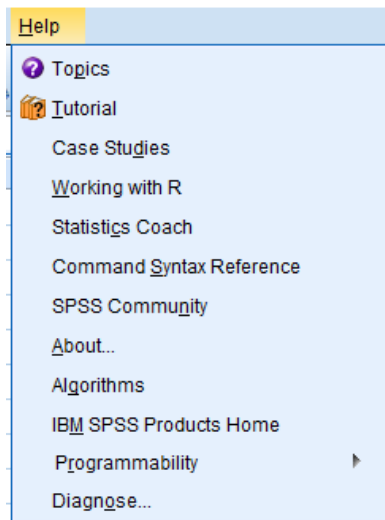 Help
Topics
Tutorial
Case Studies
Working with R
Statistics Coach
Command Syntax Reference
SPSS Community
About...
Algorithms
IBM SPSS Products Home
Programmability
Diagnose...